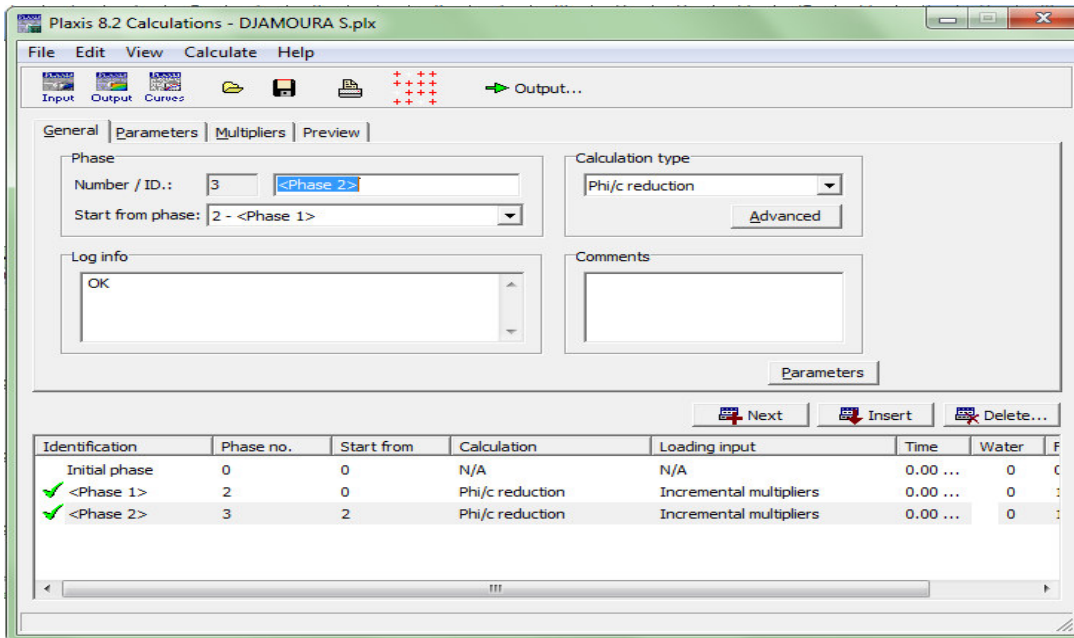 Plaxis 8.2 Calculations - DJAMOURA S.plx
File Edit View Calculate Help
PLAXIS PLAXIS PLAXIS
Input Output Curves Output...
General Parameters Multipliers Preview
Phase Calculation type
Number / ID.: 3 <Phase 2> Phi/c reduction
Start from phase: 2 - <Phase 1> Advanced
Log info Comments
OK
Parameters
Next Insert Delete...
Identification Phase no. Start from Calculation Loading input Time Water F
Initial phase 0 0 N/A N/A 0.00 ... 0
<Phase 1> 2 0 Phi/c reduction Incremental multipliers 0.00 ... 0
<Phase 2> 3 2 Phi/c reduction Incremental multipliers 0.00 ... 0